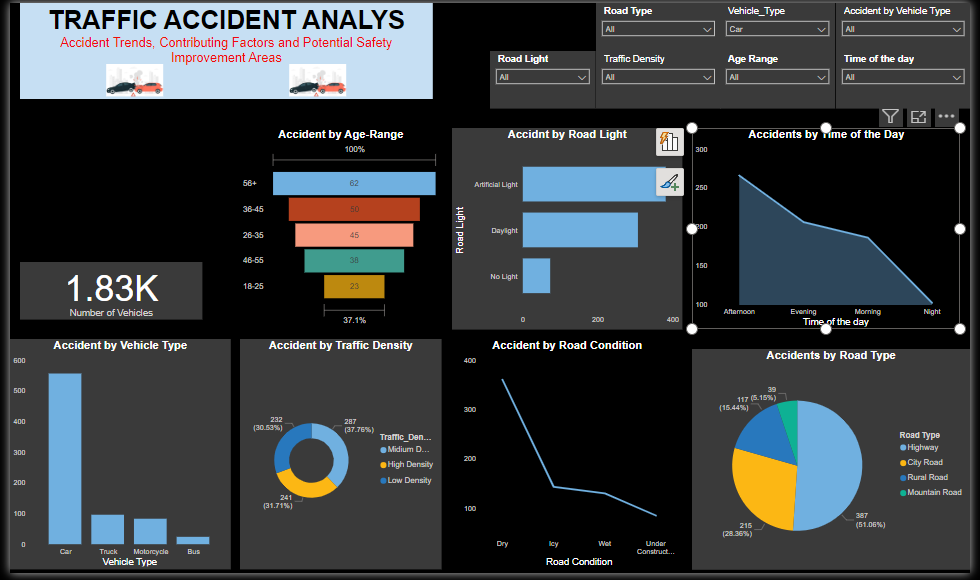 TRAFFIC ACCIDENT ANALYS
Accident Trends, Contributing Factors and Potential Safety
Improvement Areas
Road Type
All
Vehicle_Type
Car
Accident by Vehicle Type
All
Road Light
All
Traffic Density
All
Age Range
All
Time of the day
All
1.83K
Number of Vehicles
Accident by Age-Range
100%
56+
62
36-45
50
26-35
45
46-55
38
18-25
23
37.1%
Accidnt by Road Light
Road Light
Artificial Light
Daylight
No Light
0
200
400
Accidents by Time of the Day
300
250
200
150
100
Afternoon
Evening
Morning
Night
Time of the day
Accident by Vehicle Type
600
500
400
300
200
100
0
Car
Truck
Motorcycle
Bus
Vehicle Type
Accident by Traffic Density
232
(30.53%)
287
(37.76%)
241
(31.71%)
Traffic_Den...
Midium D...
High Density
Low Density
Accident by Road Condition
400
300
200
100
Dry
Icy
Wet
Under
Construct...
Road Condition
Accidents by Road Type
39
(5.15%)
117
(15.44%)
215
(28.36%)
387
(51.06%)
Road Type
Highway
City Road
Rural Road
Mountain Road